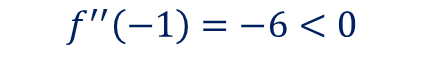 f″(−1) = −6 < 0